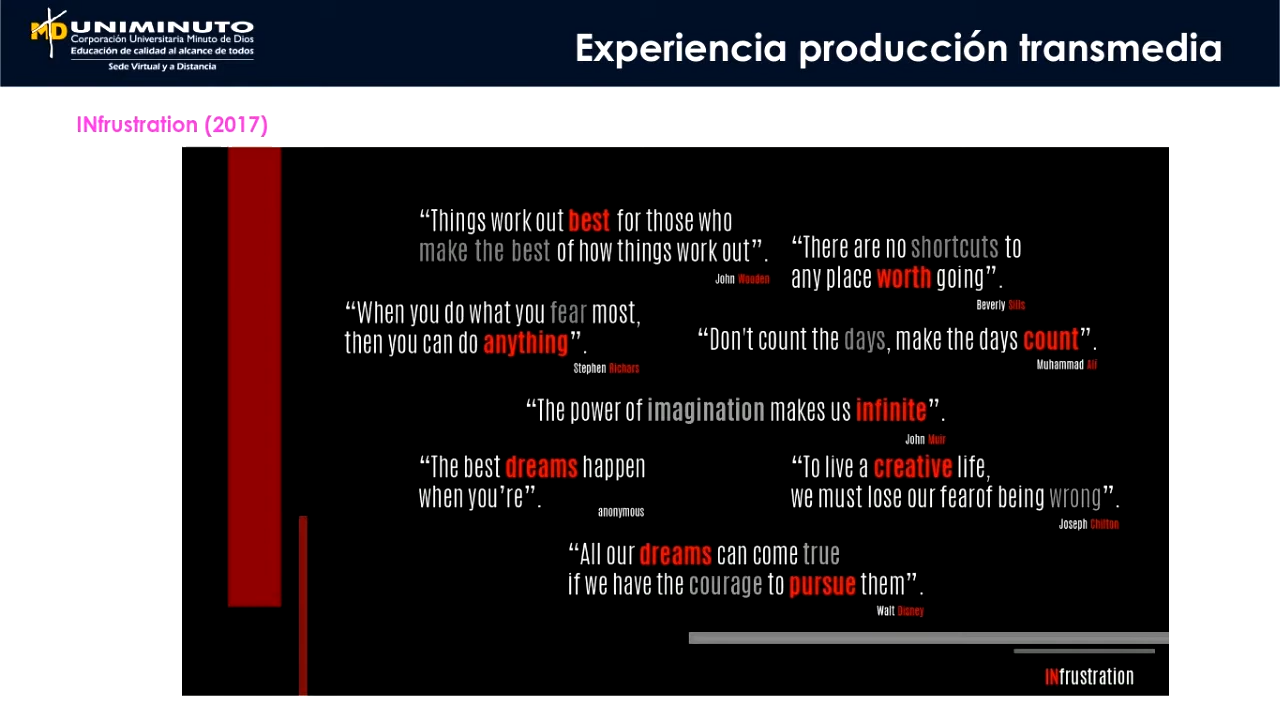 UNIMINUTO
Corporación Universitaria Minuto de Dios
Educación de calidad al alcance de todos
Sede Virtual y a Distancia
Experiencia producción transmedia
INfrustration (2017)
“Things work out best for those who
make the best of how things work out”.
John Wooden
“There are no shortcuts to
any place worth going”.
Beverly Sills
“When you do what you fear most,
then you can do anything”.
Stephen Richars
“Don't count the days, make the days count”.
Muhammad Alí
“The power of imagination makes us infinite”.
John Muir
“The best dreams happen
when you’re”.
anonymous
“To live a creative life,
we must lose our fearof being wrong”.
Joseph Chilton
“All our dreams can come true
if we have the courage to pursue them”.
Walt Disney
INfrustration